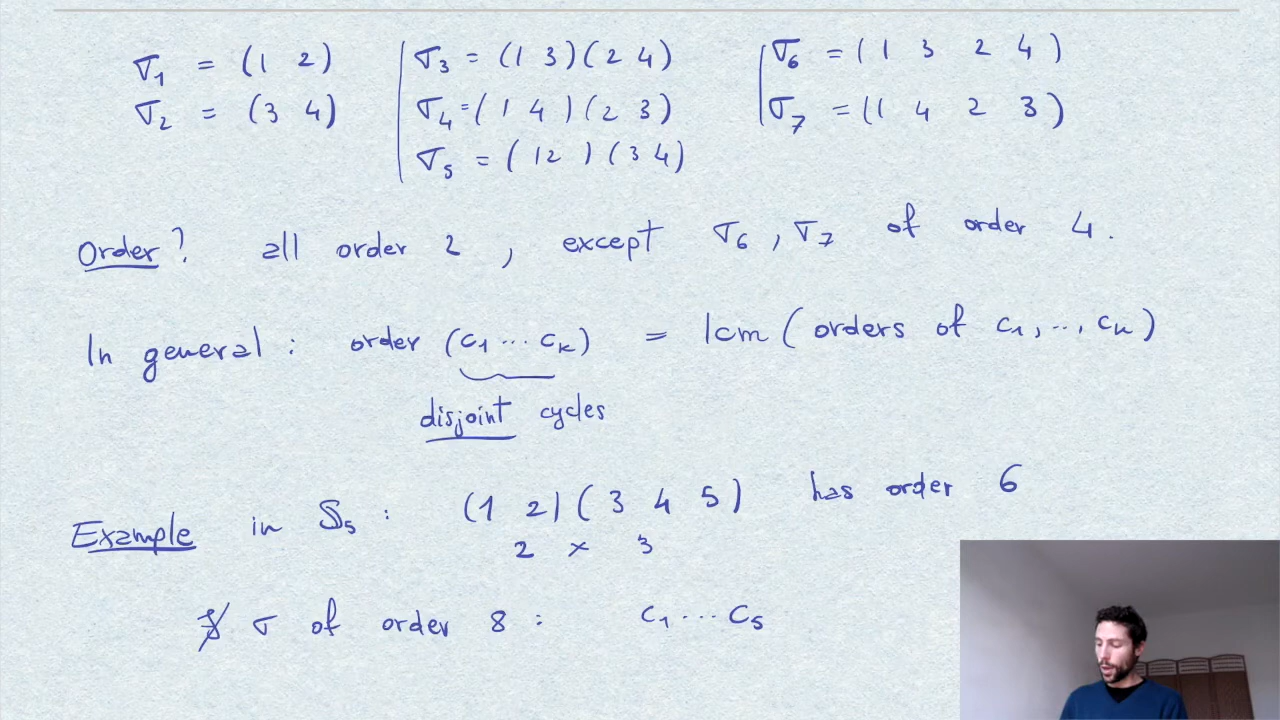 σ₁ = (1 2)
σ₂ = (3 4)
σ₃ = (1 3)(2 4)
σ₄ = (1 4)(2 3)
σ₅ = (12)(3 4)
σ₆ = (1 3 2 4)
σ₇ = (1 4 2 3)
Order? all order 2, except σ₆, σ₇ of order 4.
In general: order (c₁ ... cₖ) = lcm (orders of c₁, ..., cₖ)
disjoint cycles
Example in S₅: (1 2)(3 4 5) has order 6
2 × 3
∄ σ of order 8: c₁ ... c₅